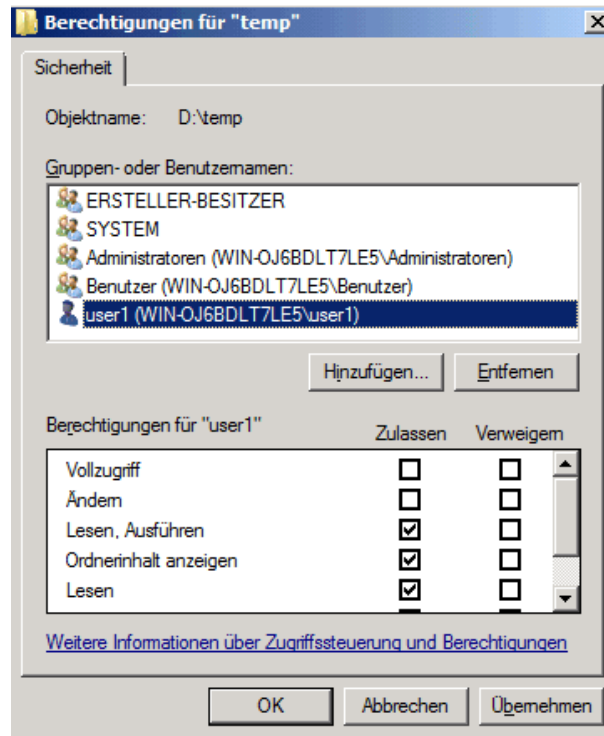 Berechtigungen für "temp"
Sicherheit
Objektname: D:\temp
Gruppen- oder Benutzernamen:
ERSTELLER-BESITZER
SYSTEM
Administratoren (WIN-OJ6BDLT7LE5\Administratoren)
Benutzer (WIN-OJ6BDLT7LE5\Benutzer)
user1 (WIN-OJ6BDLT7LE5\user1)
Hinzufügen... Entfernen
Berechtigungen für "user1" Zulassen Verweigern
Vollzugriff
Ändern
Lesen, Ausführen
Ordnerinhalt anzeigen
Lesen
Weitere Informationen über Zugriffssteuerung und Berechtigungen
OK Abbrechen Übernehmen